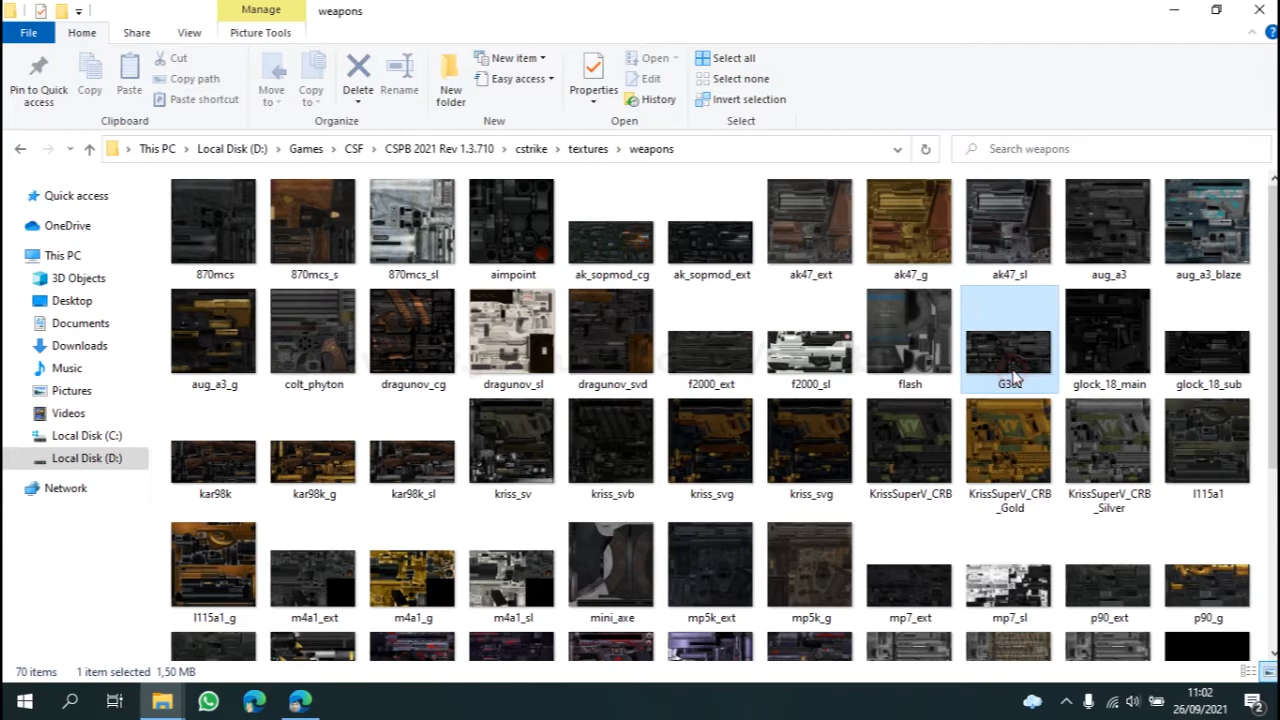 Manage
weapons
File
Home
Share
View
Picture Tools
Pin to Quick access
Copy
Paste
Cut
Copy path
Paste shortcut
Move to
Copy to
Delete
Rename
New folder
New item
Easy access
Properties
Open
Edit
History
Select all
Select none
Invert selection
Clipboard
Organize
New
Open
Select
This PC
Local Disk (D:)
Games
CSF
CSPB 2021 Rev 1.3.710
cstrike
textures
weapons
Search weapons
Quick access
OneDrive
This PC
3D Objects
Desktop
Documents
Downloads
Music
Pictures
Videos
Local Disk (C:)
Local Disk (D:)
Network
870mcs
870mcs_s
870mcs_sl
aimpoint
ak_sopmod_cg
ak_sopmod_ext
ak47_ext
ak47_g
ak47_sl
aug_a3
aug_a3_blaze
aug_a3_g
colt_phyton
dragunov_cg
dragunov_sl
dragunov_svd
f2000_ext
f2000_sl
flash
glock_18_main
glock_18_sub
kar98k
kar98k_g
kar98k_sl
kriss_sv
kriss_svb
kriss_svg
kriss_svg
KrissSuperV_CRB
KrissSuperV_CRB_Gold
KrissSuperV_CRB_Silver
l115a1
l115a1_g
m4a1_ext
m4a1_g
m4a1_sl
mini_axe
mp5k_ext
mp5k_g
mp7_ext
mp7_sl
p90_ext
p90_g
70 items
1 item selected 1,50 MB
11:02
26/09/2021
2